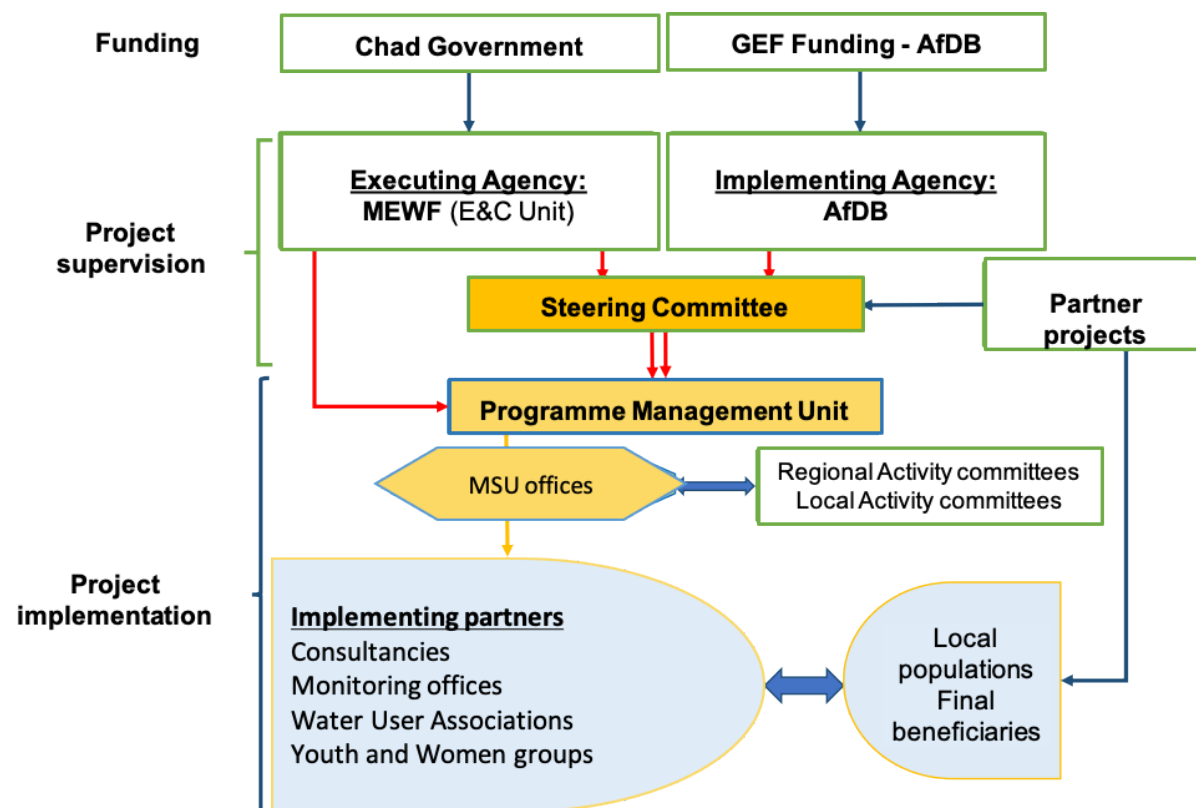 Funding
Chad Government
GEF Funding - AfDB
Project
supervision
Executing Agency:
MEWF (E&C Unit)
Implementing Agency:
AfDB
Steering Committee
Partner
projects
Programme Management Unit
MSU offices
Regional Activity committees
Local Activity committees
Project
implementation
Implementing partners
Consultancies
Monitoring offices
Water User Associations
Youth and Women groups
Local
populations
Final
beneficiaries